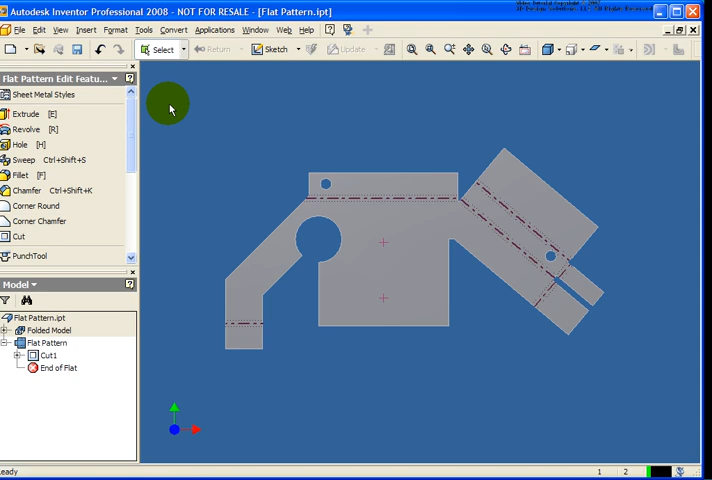 Autodesk Inventor Professional 2008 - NOT FOR RESALE - [Flat Pattern.ipt]
File Edit View Insert Format Tools Convert Applications Window Web Help
Select Return Sketch Update
Flat Pattern Edit Featu...
Sheet Metal Styles
Extrude [E]
Revolve [R]
Hole [H]
Sweep Ctrl+Shift+S
Fillet [F]
Chamfer Ctrl+Shift+K
Corner Round
Corner Chamfer
Cut
PunchTool
Model
Flat Pattern.ipt
Folded Model
Flat Pattern
Cut1
End of Flat
eady 1 2